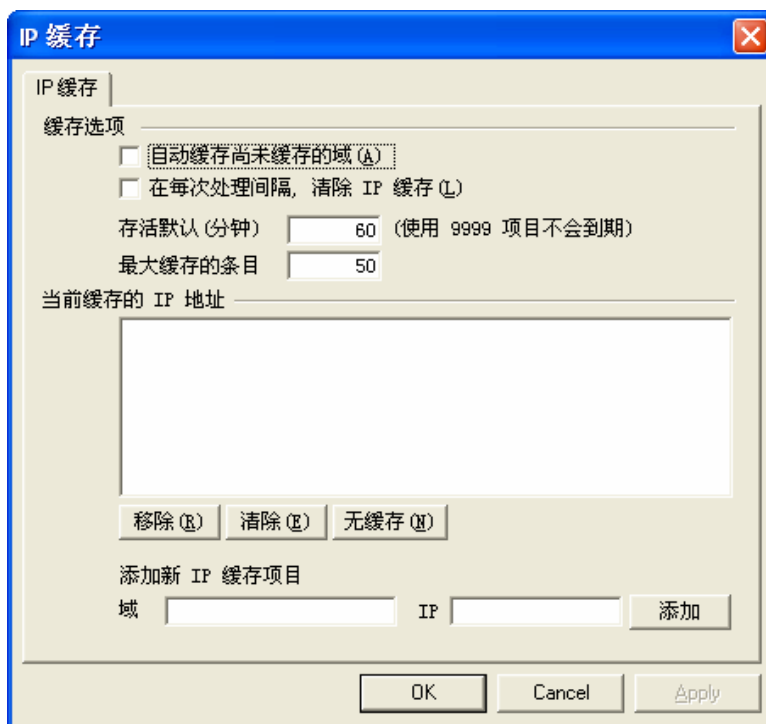 IP 缓存
IP 缓存
缓存选项
自动缓存尚未缓存的域(A)
在每次处理间隔, 清除 IP 缓存(L)
存活默认(分钟) 60 (使用 9999 项目不会到期)
最大缓存的条目 50
当前缓存的 IP 地址
移除(R) 清除(E) 无缓存(N)
添加新 IP 缓存项目
域 IP 添加
OK Cancel Apply